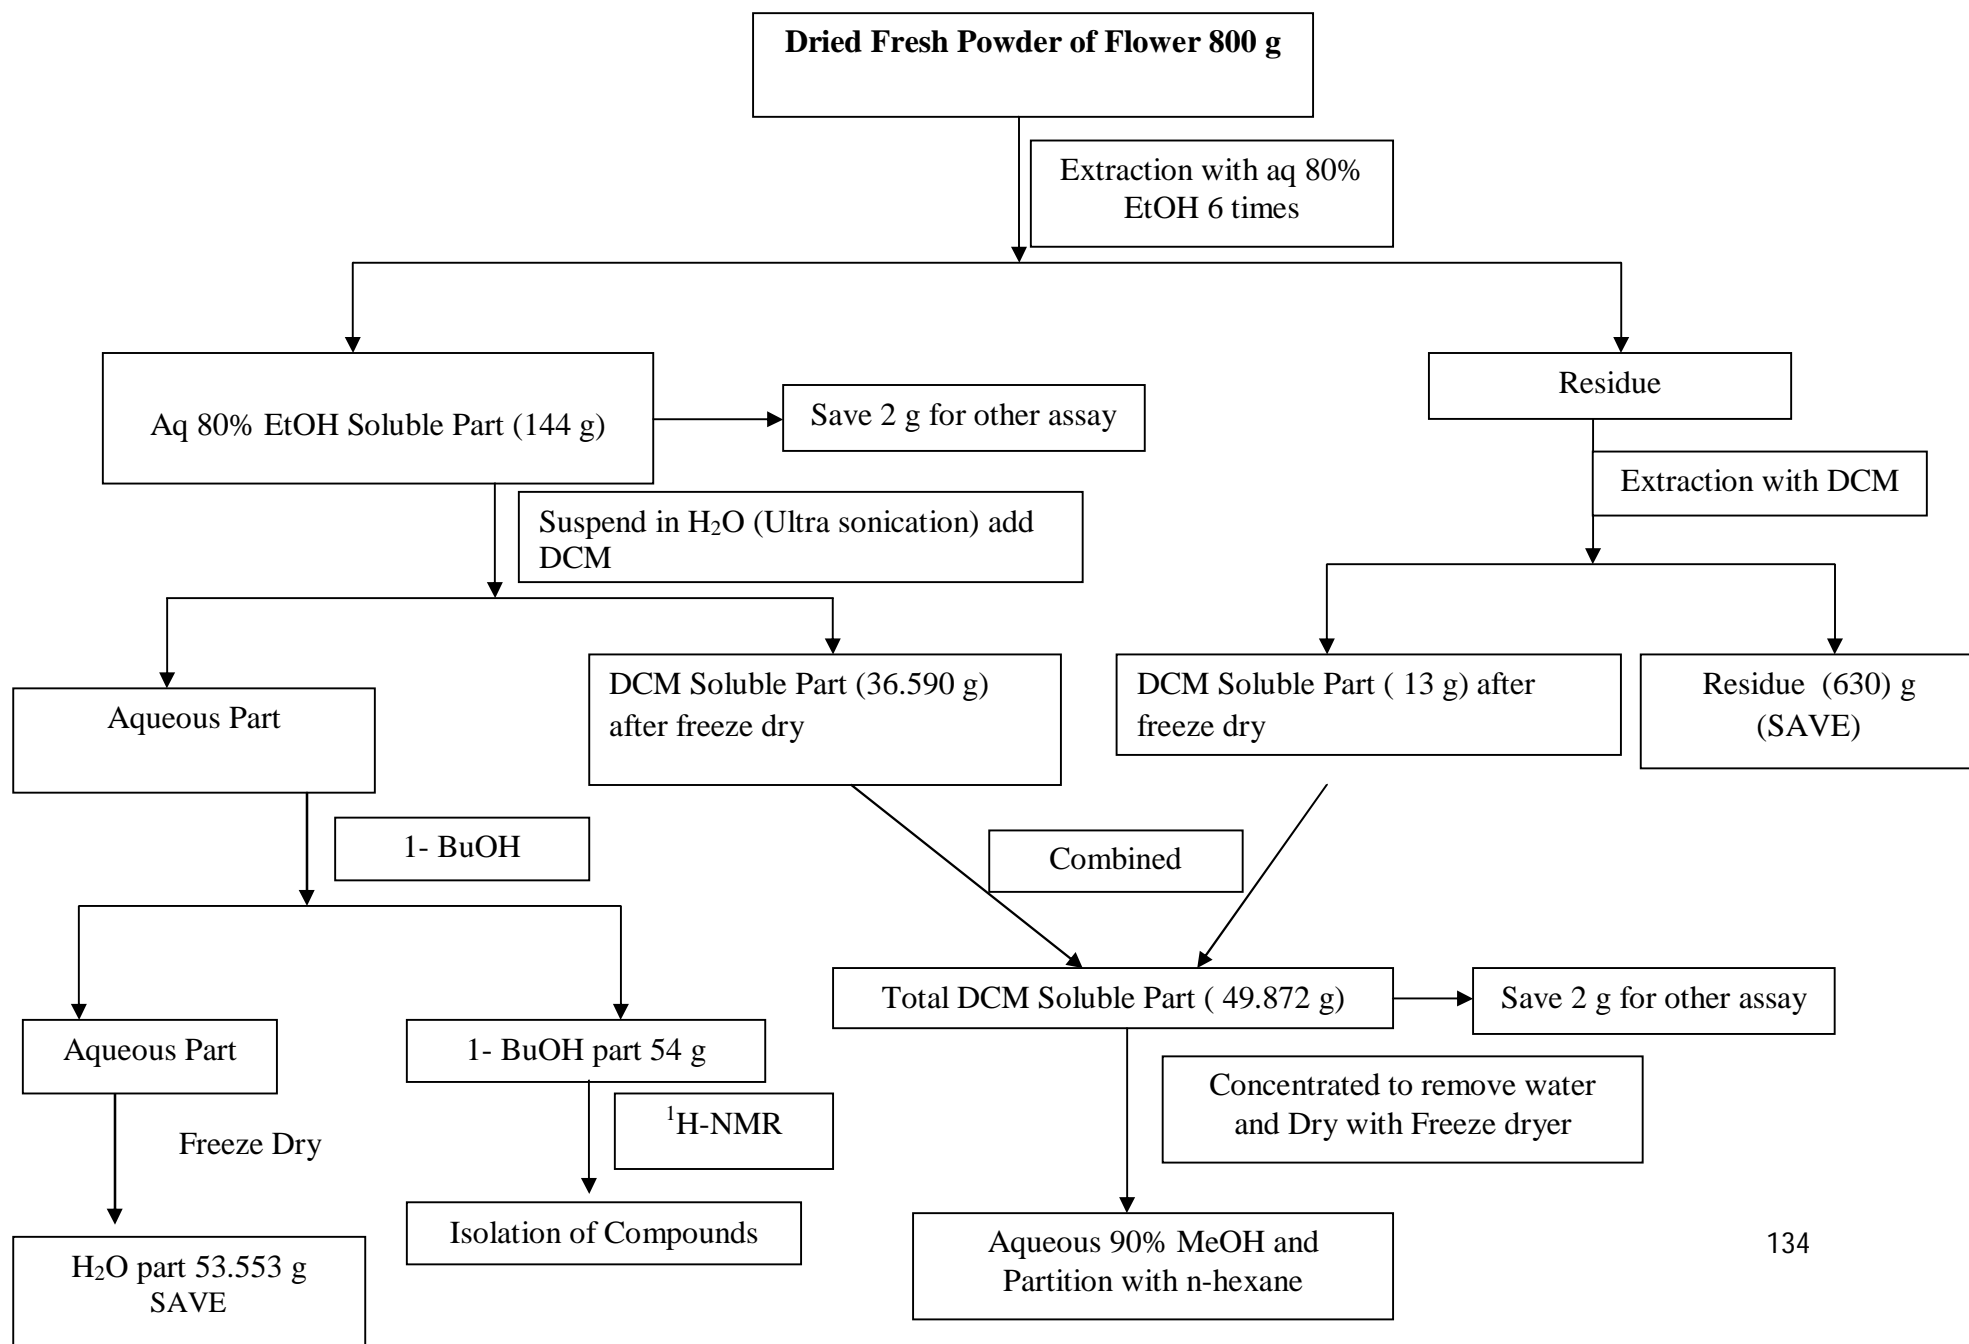 Dried Fresh Powder of Flower 800 g
Extraction with aq 80%
EtOH 6 times
Aq 80% EtOH Soluble Part (144 g)
Save 2 g for other assay
Residue
Extraction with DCM
Suspend in H₂O (Ultra sonication) add
DCM
Aqueous Part
DCM Soluble Part (36.590 g)
after freeze dry
DCM Soluble Part ( 13 g) after
freeze dry
Residue (630) g
(SAVE)
1- BuOH
Combined
Aqueous Part
1- BuOH part 54 g
Total DCM Soluble Part ( 49.872 g)
Save 2 g for other assay
Freeze Dry
¹H-NMR
Concentrated to remove water
and Dry with Freeze dryer
H₂O part 53.553 g
SAVE
Isolation of Compounds
Aqueous 90% MeOH and
Partition with n-hexane
134